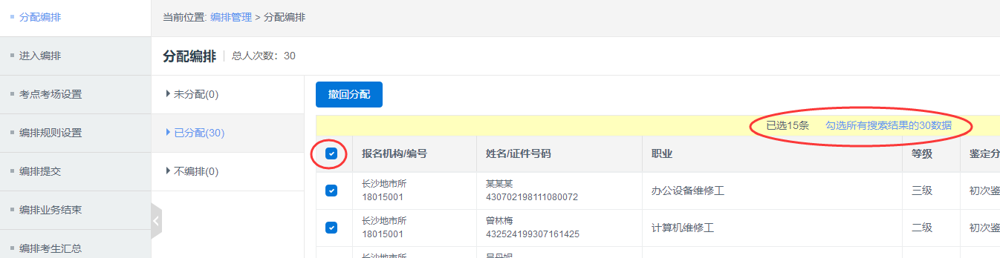 分配编排
进入编排
考点考场设置
编排规则设置
编排提交
编排业务结束
编排考生汇总
当前位置: 编排管理 > 分配编排
分配编排 总人次数：30
未分配(0)
已分配(30)
不编排(0)
撤回分配
已选15条 勾选所有搜索结果的30数据
报名机构/编号 姓名/证件号码 职业 等级 鉴定分
长沙地市所 某某某
18015001 430702198111080072 办公设备维修工 三级 初次鉴
长沙地市所 曾林梅
18015001 432524199307161425 计算机维修工 二级 初次鉴
长沙地市所